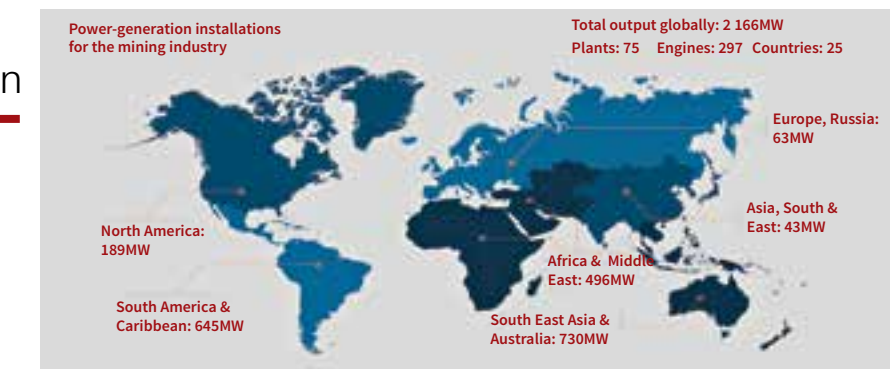 Power-generation installations
for the mining industry
Total output globally: 2 166MW
Plants: 75 Engines: 297 Countries: 25
n
Europe, Russia:
63MW
Asia, South &
East: 43MW
North America:
189MW
Africa & Middle
East: 496MW
South America &
Caribbean: 645MW
South East Asia &
Australia: 730MW